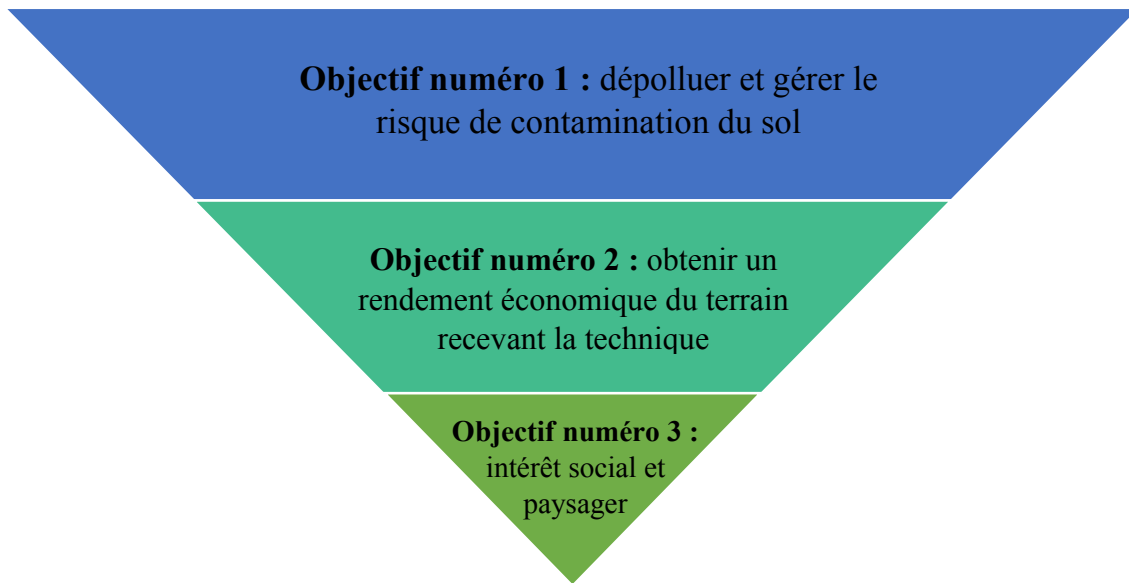 Objectif numéro 1 : dépolluer et gérer le
risque de contamination du sol
Objectif numéro 2 : obtenir un
rendement économique du terrain
recevant la technique
Objectif numéro 3 :
intérêt social et
paysager